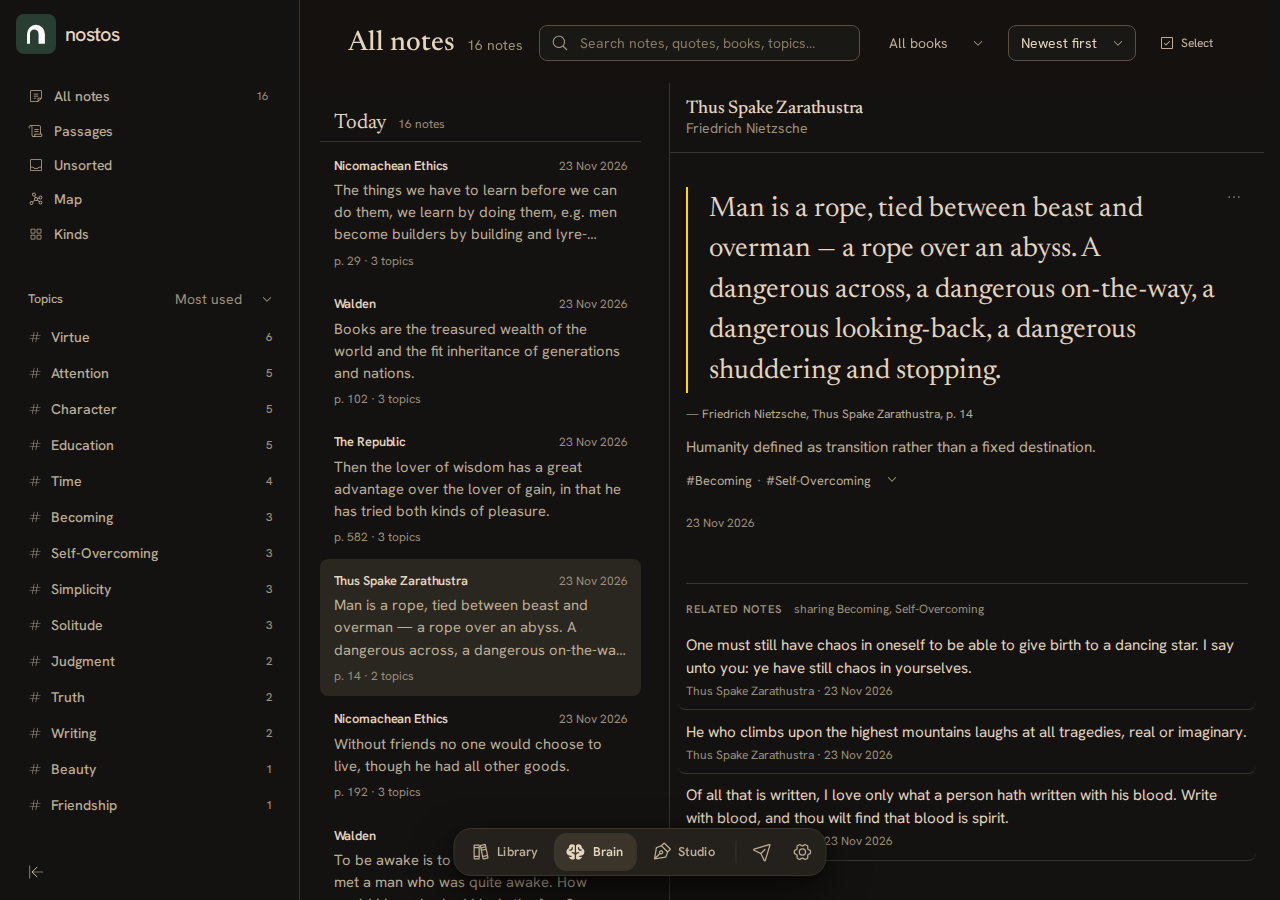 nostos
All notes 16
Passages
Unsorted
Map
Kinds
Topics Most used
# Virtue 6
# Attention 5
# Character 5
# Education 5
# Time 4
# Becoming 3
# Self-Overcoming 3
# Simplicity 3
# Solitude 3
# Judgment 2
# Truth 2
# Writing 2
# Beauty 1
# Friendship 1
All notes 16 notes
Search notes, quotes, books, topics…
All books
Newest first
Select
Today 16 notes
Nicomachean Ethics 23 Nov 2026
The things we have to learn before we can
do them, we learn by doing them, e.g. men
become builders by building and lyre-…
p. 29 · 3 topics
Walden 23 Nov 2026
Books are the treasured wealth of the
world and the fit inheritance of generations
and nations.
p. 102 · 3 topics
The Republic 23 Nov 2026
Then the lover of wisdom has a great
advantage over the lover of gain, in that he
has tried both kinds of pleasure.
p. 582 · 3 topics
Thus Spake Zarathustra 23 Nov 2026
Man is a rope, tied between beast and
overman — a rope over an abyss. A
dangerous across, a dangerous on-the-wa…
p. 14 · 2 topics
Nicomachean Ethics 23 Nov 2026
Without friends no one would choose to
live, though he had all other goods.
p. 192 · 3 topics
Walden
To be awake is to
met a man who was quite awake. How
Thus Spake Zarathustra
Friedrich Nietzsche
Man is a rope, tied between beast and
overman — a rope over an abyss. A
dangerous across, a dangerous on-the-way, a
dangerous looking-back, a dangerous
shuddering and stopping.
— Friedrich Nietzsche, Thus Spake Zarathustra, p. 14
Humanity defined as transition rather than a fixed destination.
#Becoming · #Self-Overcoming
23 Nov 2026
RELATED NOTES sharing Becoming, Self-Overcoming
One must still have chaos in oneself to be able to give birth to a dancing star. I say
unto you: ye have still chaos in yourselves.
Thus Spake Zarathustra · 23 Nov 2026
He who climbs upon the highest mountains laughs at all tragedies, real or imaginary.
Thus Spake Zarathustra · 23 Nov 2026
Of all that is written, I love only what a person hath written with his blood. Write
with blood, and thou wilt find that blood is spirit.
23 Nov 2026
Library
Brain
Studio